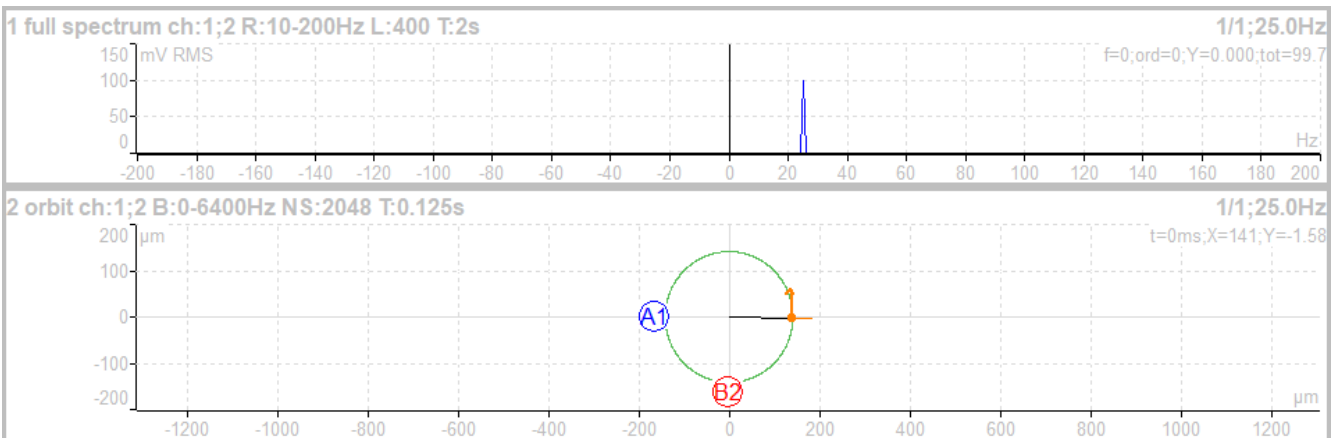 1 full spectrum ch:1;2 R:10-200Hz L:400 T:2s 1/1;25.0Hz
150 mV RMS f=0;ord=0;Y=0.000;tot=99.7
100
50
0 Hz
-200 -180 -160 -140 -120 -100 -80 -60 -40 -20 0 20 40 60 80 100 120 140 160 180 200
2 orbit ch:1;2 B:0-6400Hz NS:2048 T:0.125s 1/1;25.0Hz
200 µm t=0ms;X=141;Y=-1.58
100
0 A1
-100
-200 B2 µm
-1200 -1000 -800 -600 -400 -200 0 200 400 600 800 1000 1200